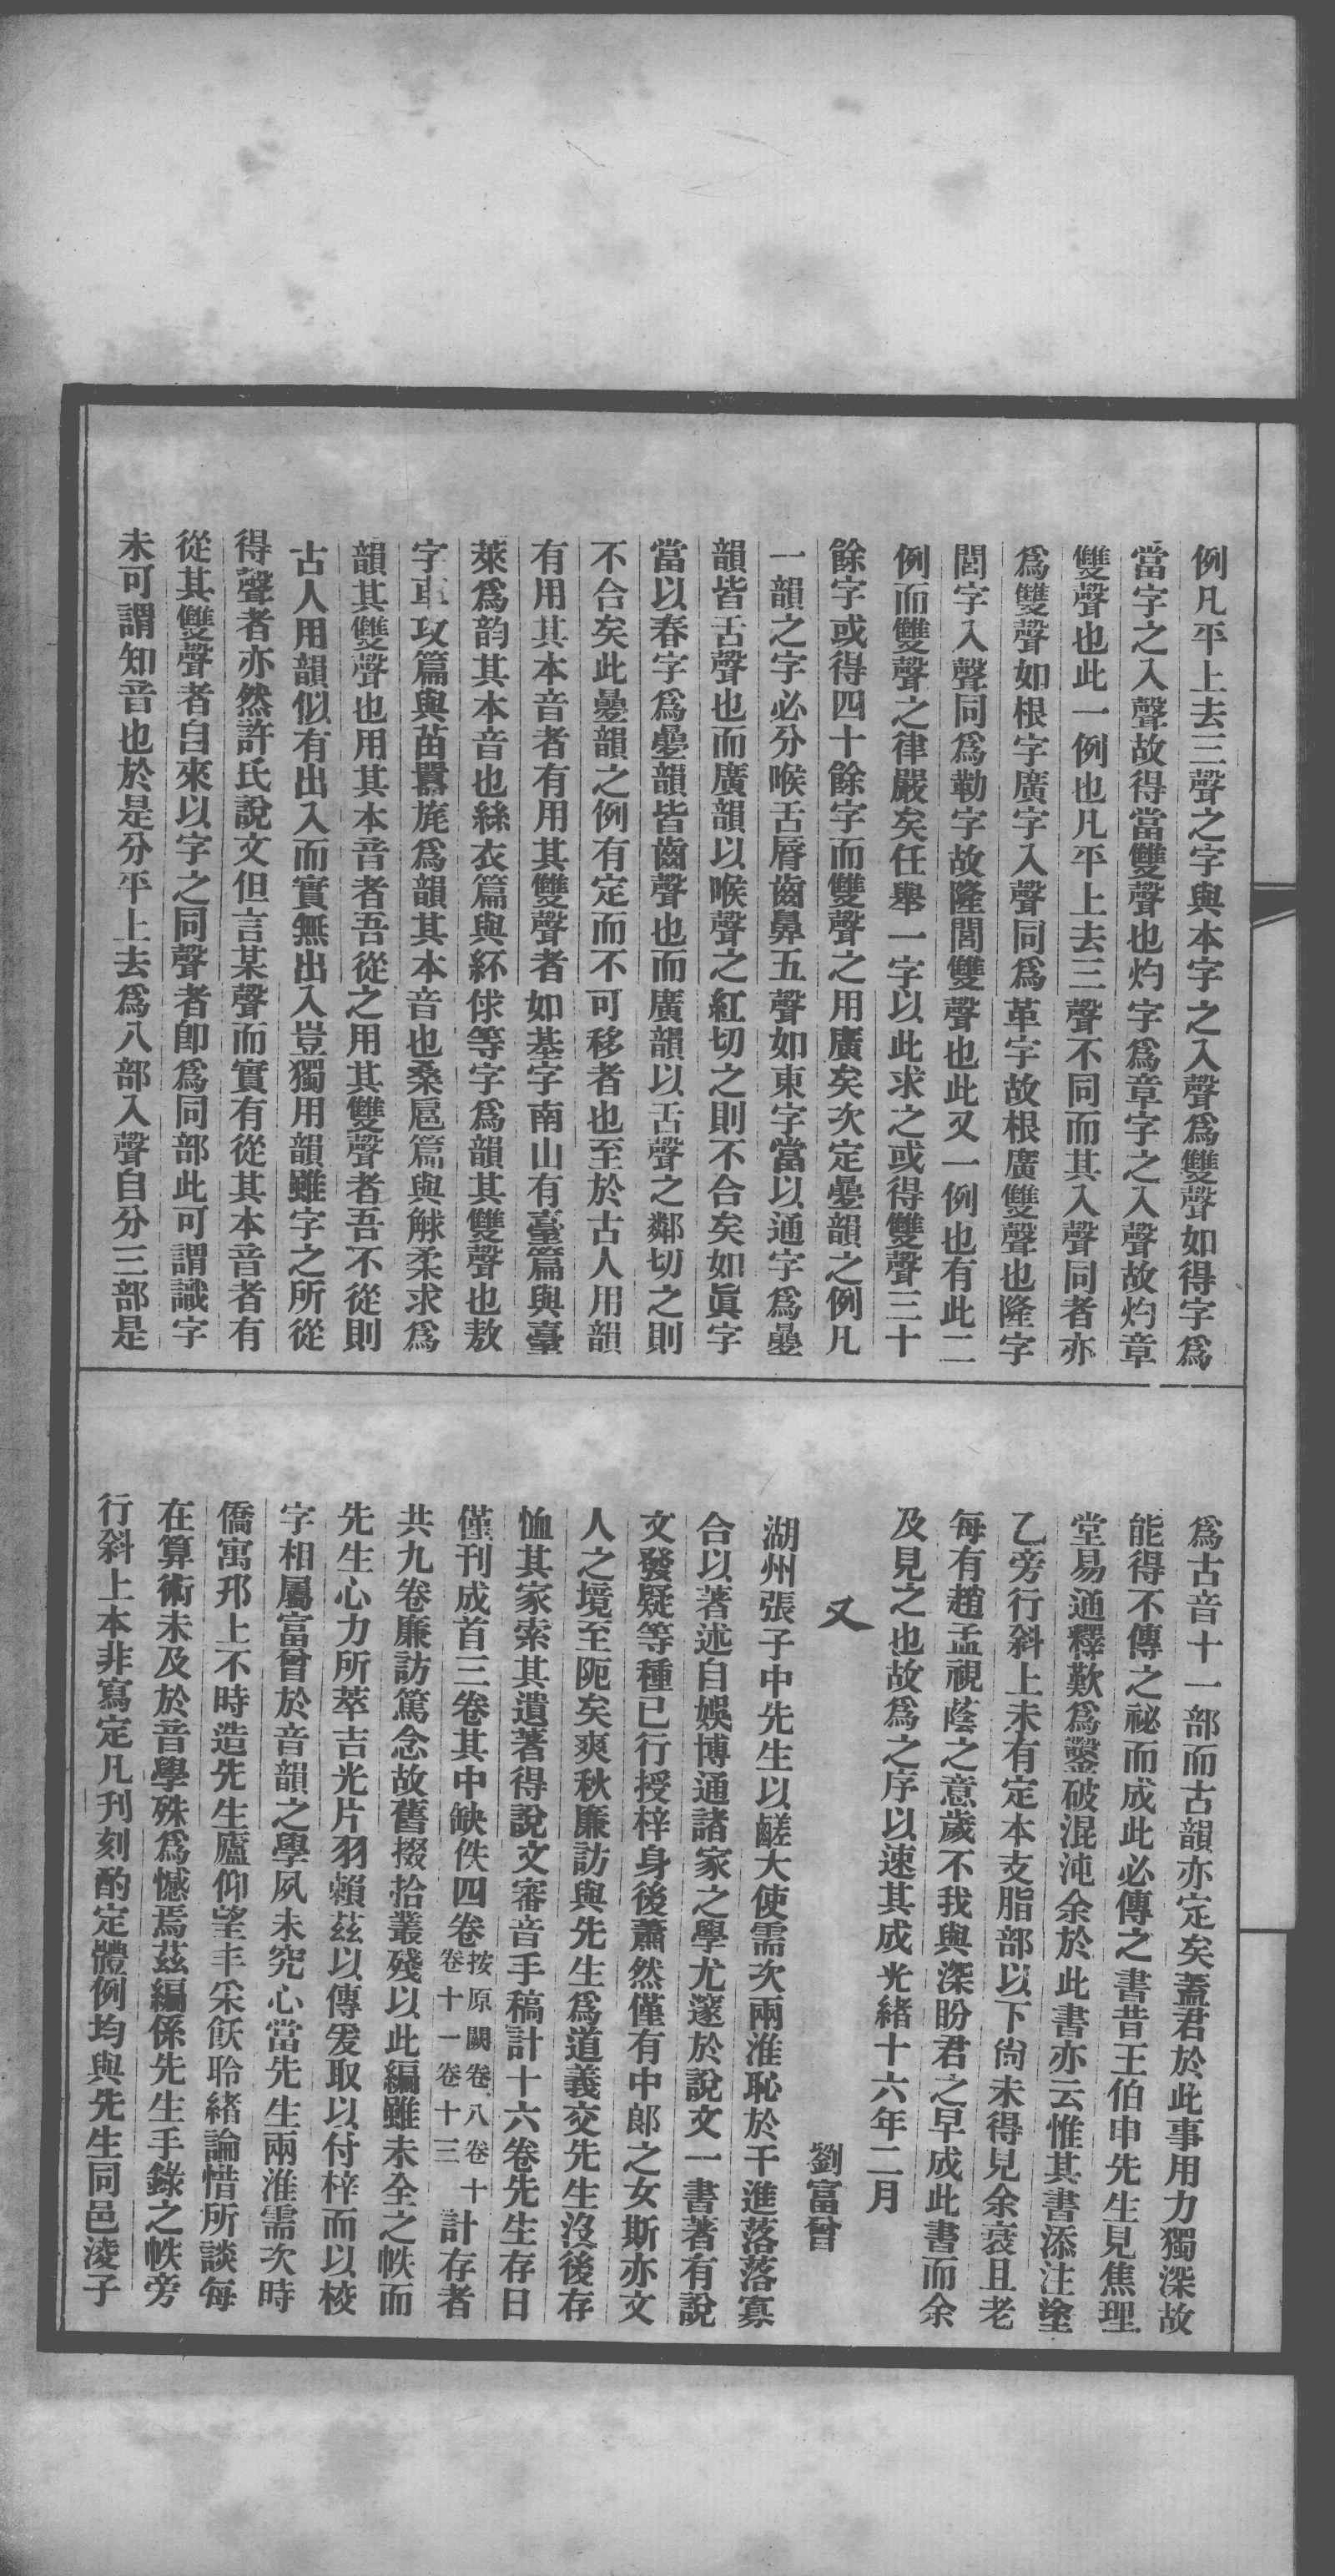 例凡平上去三聲之字與本字之入聲爲雙聲如得字爲
當字之入聲故得當雙聲也灼字爲章字之入聲故灼章
雙聲也此一例也凡平上去三聲不同而其入聲同者亦
爲雙聲如根字廣字入聲同爲革字故根廣雙聲也隆字
閭字入聲同爲勒字故隆閭雙聲也此又一例也有此二
例而雙聲之律嚴矣任舉一字以此求之或得雙聲三十
餘字或得四十餘字而雙聲之用廣矣次定曡韻之例凡
一韻之字必分喉舌脣齒鼻五聲如東字當以通字爲曡
韻皆舌聲也而廣韻以喉聲之紅切之則不合矣如眞字
當以春字爲曡韻皆齒聲也而廣韻以舌聲之鄰切之則
不合矣此曡韻之例有定而不可移者也至於古人用韻
有用其本音者有用其雙聲者如基字南山有臺篇與臺
萊爲韵其本音也絲衣篇與紑俅等字爲韻其雙聲也敖
字車攻篇與苗囂旄爲韻其本音也桑扈篇與觩柔求爲
韻其雙聲也用其本音者吾從之用其雙聲者吾不從則
古人用韻似有出入而實無出入豈獨用韻雖字之所從
得聲者亦然許氏說文但言某聲而實有從其本音者有
從其雙聲者自來以字之同聲者卽爲同部此可謂識字
未可謂知音也於是分平上去爲八部入聲自分三部是
爲古音十一部而古韻亦定矣蓋君於此事用力獨深故
能得不傳之祕而成此必傳之書昔王伯申先生見焦理
堂易通釋歎爲鑿破混沌余於此書亦云惟其書添注塗
乙旁行斜上未有定本支脂部以下尙未得見余衰且老
每有趙孟視蔭之意歲不我與深盼君之早成此書而余
及見之也故爲之序以速其成光緒十六年二月
又
劉富曾
湖州張子中先生以鹺大使需次兩淮恥於干進落落寡
合以著述自娛博通諸家之學尤邃於說文一書著有說
文發疑等種已行授梓身後蕭然僅有中郎之女斯亦文
人之境至阨矣爽秋廉訪與先生爲道義交先生沒後存
恤其家索其遺著得說文審音手稿計十六卷先生存日
僅刊成首三卷其中缺佚四卷按原闕卷八卷十卷十一卷十三計存者
共九卷廉訪篤念故舊掇拾叢殘以此編雖未全之帙而
先生心力所萃吉光片羽賴茲以傳爰取以付梓而以校
字相屬富曾於音韻之學夙未究心當先生兩淮需次時
僑寓邗上不時造先生廬仰望丰采飫聆緒論惜所談每
在算術未及於音學殊爲憾焉茲編係先生手錄之帙旁
行斜上本非寫定凡刊刻酌定體例均與先生同邑淩子